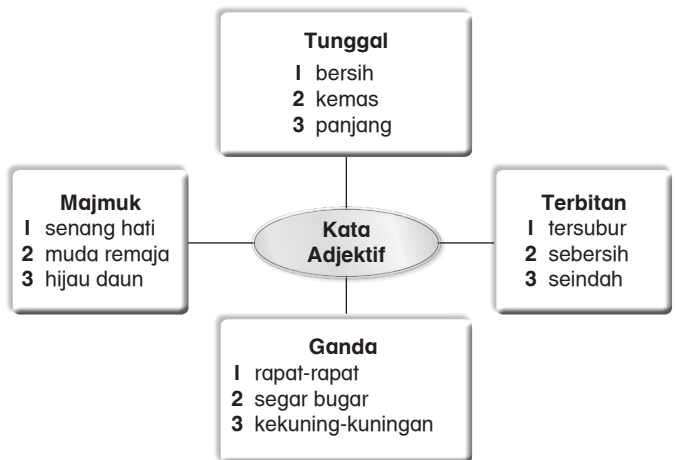 Tunggal
1 bersih
2 kemas
3 panjang
Majmuk
1 senang hati
2 muda remaja
3 hijau daun
Kata
Adjektif
Terbitan
1 tersubur
2 sebersih
3 seindah
Ganda
1 rapat-rapat
2 segar bugar
3 kekuning-kuningan